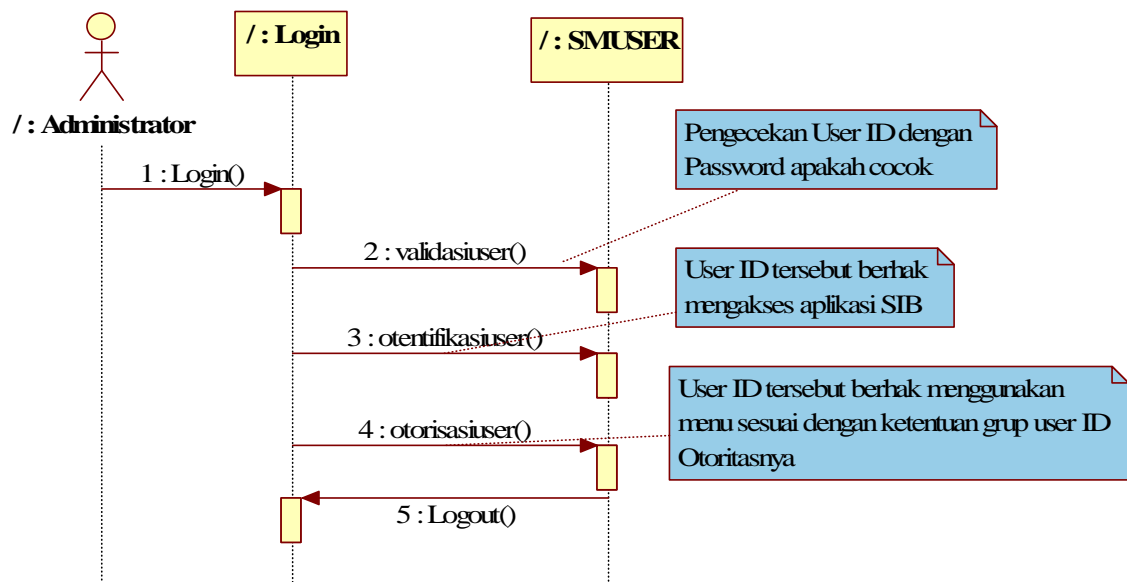 / : Login
/ : SMUSER
/ : Administrator
Pengecekan User ID dengan
Password apakah cocok
1 : Login()
2 : validasiuser()
User ID tersebut berhak
mengakses aplikasi SIB
3 : otentifikasiuser()
User ID tersebut berhak menggunakan
menu sesuai dengan ketentuan grup user ID
Otoritasnya
4 : otorisasiuser()
5 : Logout()